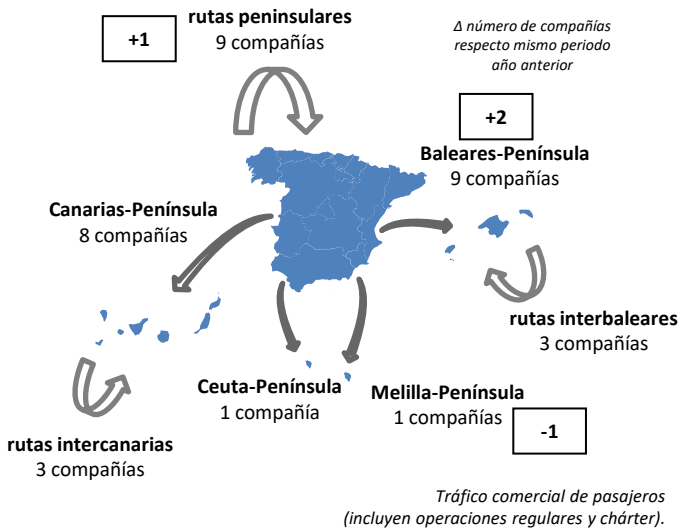 +1
rutas peninsulares
9 compañías
Δ número de compañías
respecto mismo periodo
año anterior
+2
Baleares-Península
9 compañías
Canarias-Península
8 compañías
rutas interbaleares
3 compañías
Ceuta-Península
1 compañía
Melilla-Península
1 compañías
-1
rutas intercanarias
3 compañías
Tráfico comercial de pasajeros
(incluyen operaciones regulares y chárter).